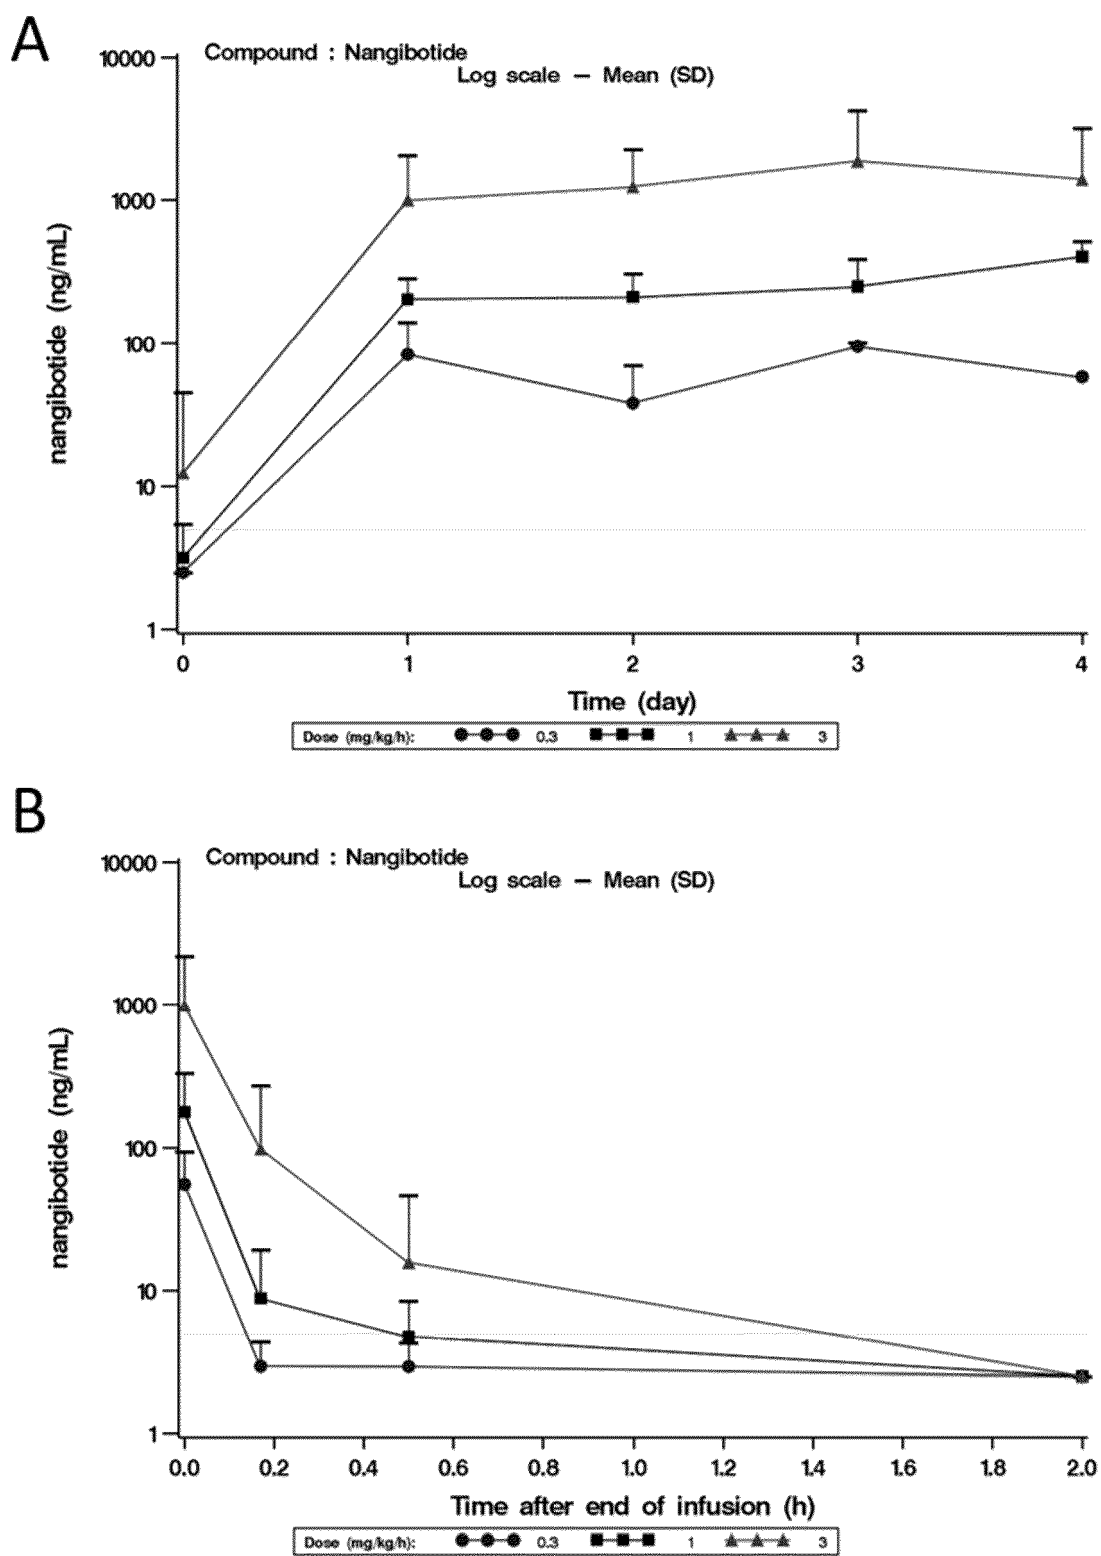 A
Compound : Nangibotide
Log scale – Mean (SD)
10000
1000
100
10
1
nangibotide (ng/mL)
0 1 2 3 4
Time (day)
Dose (mg/kg/h): 0.3 1 3
B
Compound : Nangibotide
Log scale – Mean (SD)
10000
1000
100
10
1
nangibotide (ng/mL)
0.0 0.2 0.4 0.6 0.8 1.0 1.2 1.4 1.6 1.8 2.0
Time after end of infusion (h)
Dose (mg/kg/h): 0.3 1 3